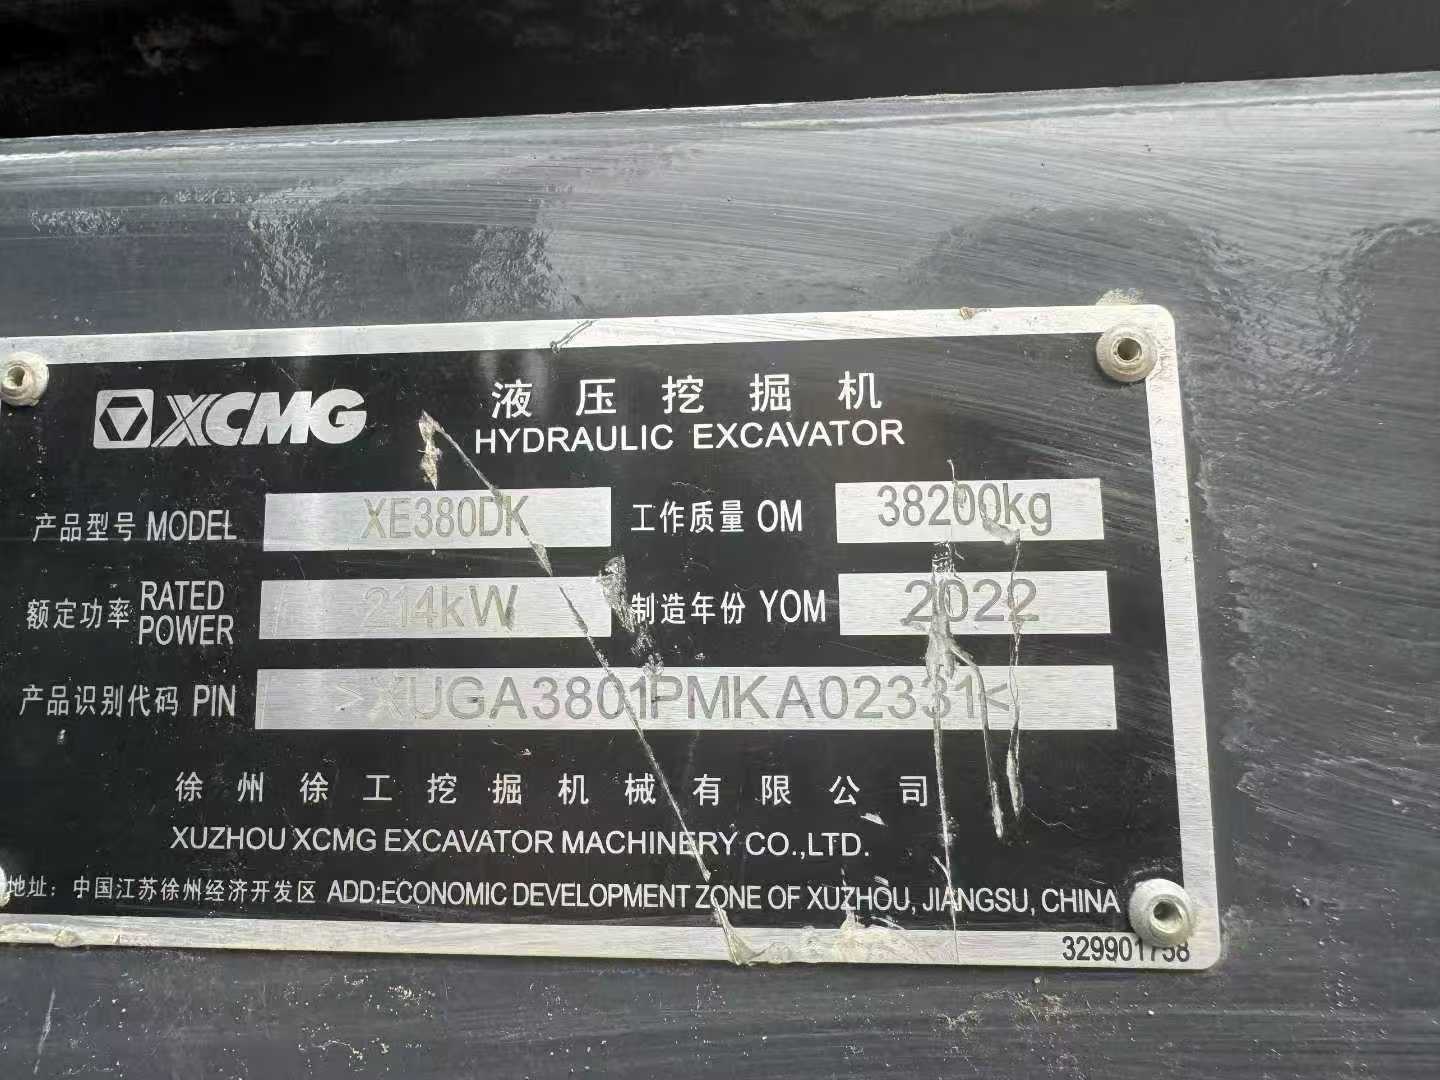 XCMG
液压挖掘机
HYDRAULIC EXCAVATOR
产品型号 MODEL XE380DK 工作质量 OM 38200kg
额定功率 RATED POWER 214kW 制造年份 YOM 2022
产品识别代码 PIN >XUGA3801PMKA02331<
徐州徐工挖掘机械有限公司
XUZHOU XCMG EXCAVATOR MACHINERY CO.,LTD.
地址: 中国江苏徐州经济开发区 ADD:ECONOMIC DEVELOPMENT ZONE OF XUZHOU, JIANGSU, CHINA
329901758